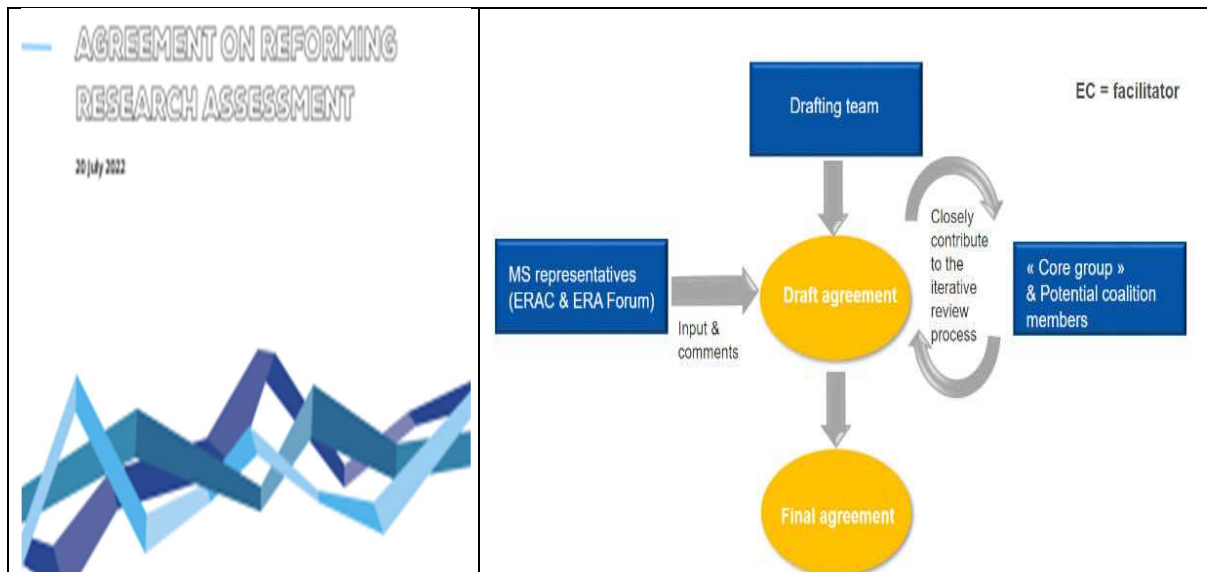 AGREEMENT ON REFORMING
RESEARCH ASSESSMENT
20 July 2022
EC = facilitator
Drafting team
Closely
contribute
to the
iterative
review
process
MS representatives
(ERAC & ERA Forum)
Input &
comments
Draft agreement
« Core group »
& Potential coalition
members
Final agreement